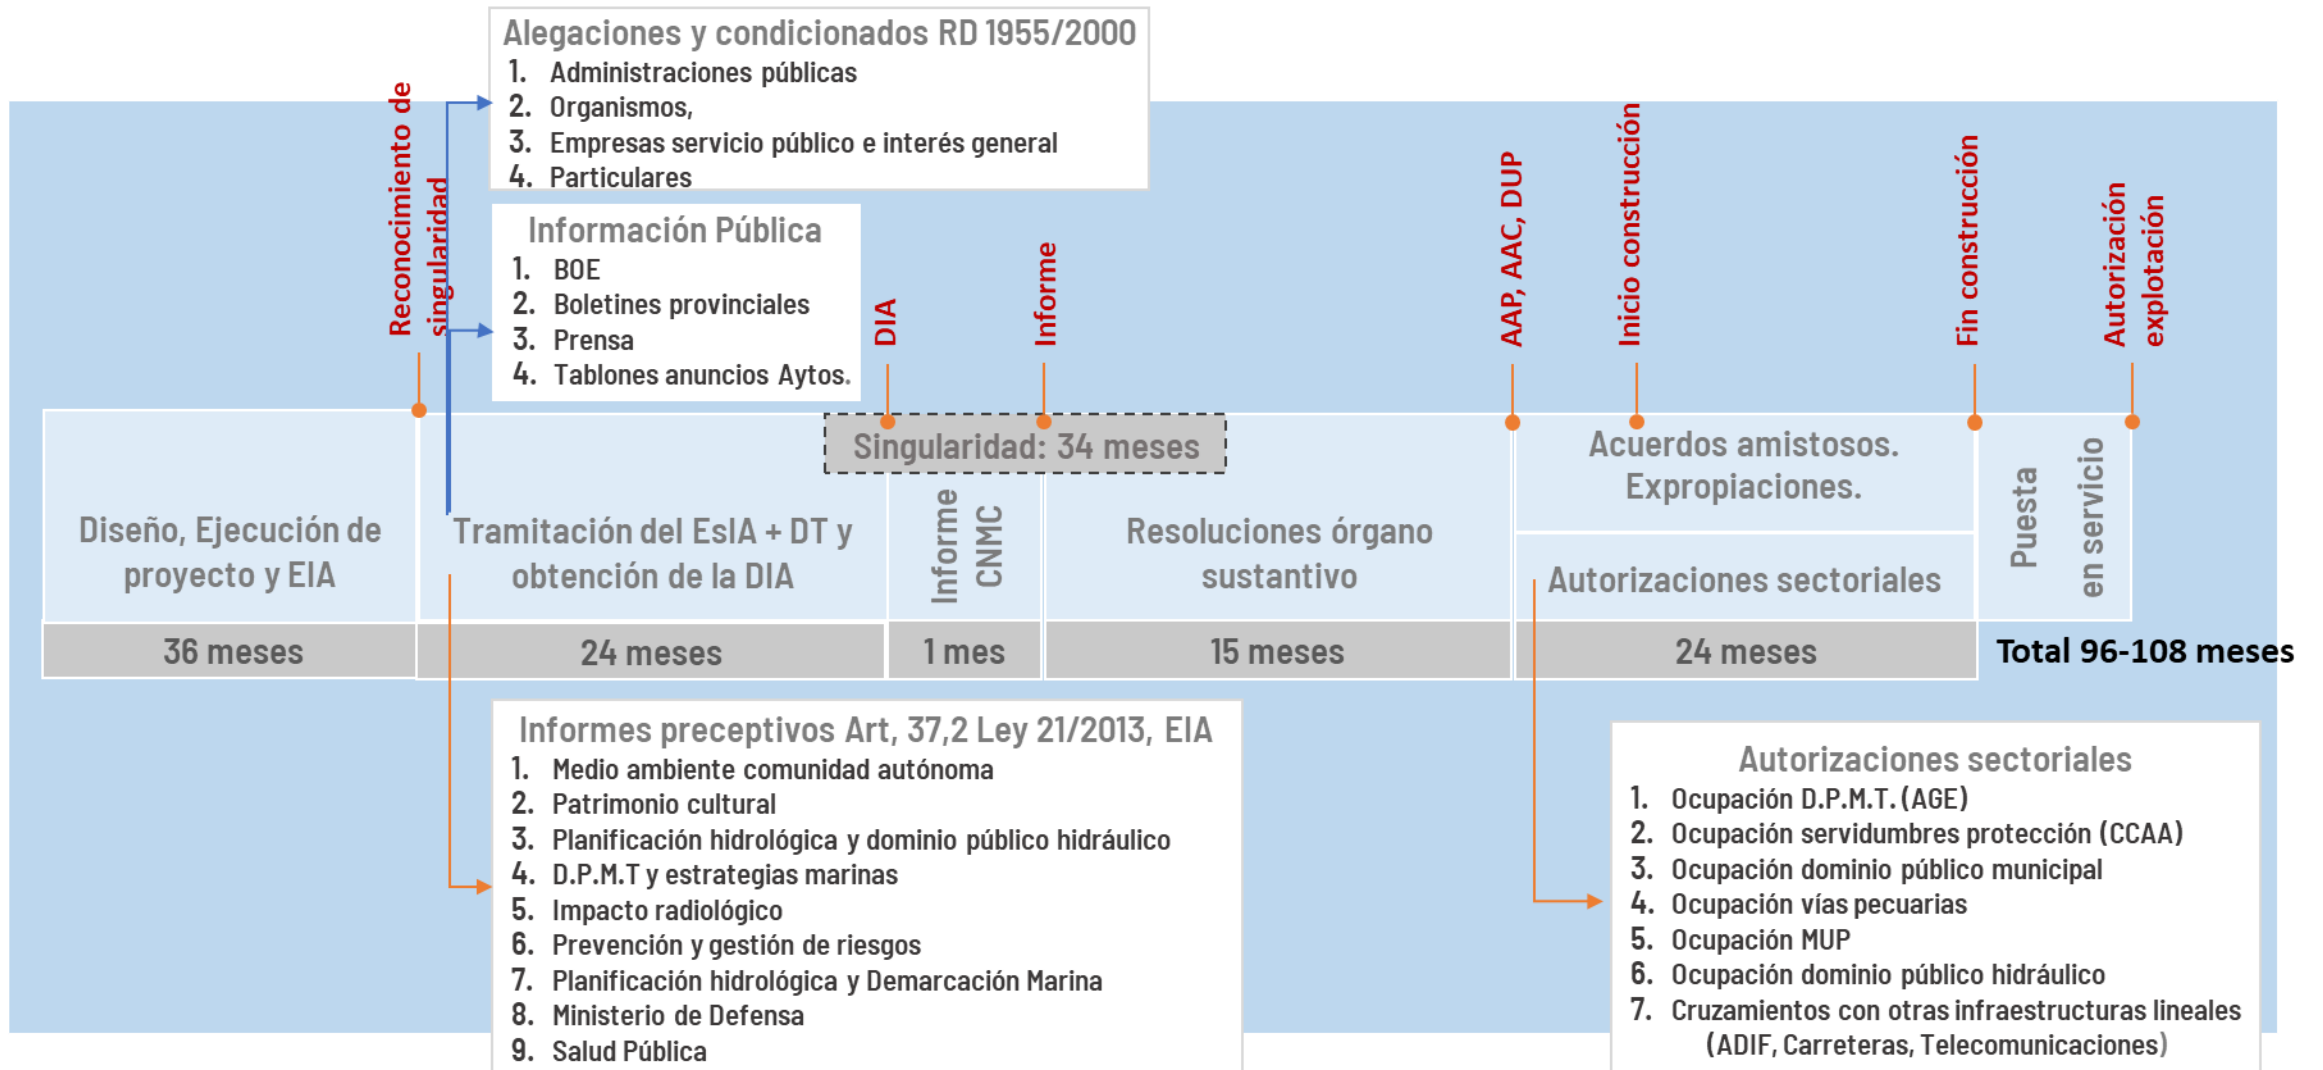 Alegaciones y condicionados RD 1955/2000
1. Administraciones públicas
2. Organismos,
3. Empresas servicio público e interés general
4. Particulares
Información Pública
1. BOE
2. Boletines provinciales
3. Prensa
4. Tablones anuncios Aytos.
Reconocimiento de
singularidad
DIA
Informe
AAP, AAC, DUP
Inicio construcción
Fin construcción
Autorización
explotación
Singularidad: 34 meses
Diseño, Ejecución de
proyecto y EIA
Tramitación del EsIA + DT y
obtención de la DIA
Informe
CNMC
Resoluciones órgano
sustantivo
Acuerdos amistosos.
Expropiaciones.
Autorizaciones sectoriales
Puesta
en servicio
36 meses
24 meses
1 mes
15 meses
24 meses
Total 96-108 meses
Informes preceptivos Art, 37,2 Ley 21/2013, EIA
1. Medio ambiente comunidad autónoma
2. Patrimonio cultural
3. Planificación hidrológica y dominio público hidráulico
4. D.P.M.T y estrategias marinas
5. Impacto radiológico
6. Prevención y gestión de riesgos
7. Planificación hidrológica y Demarcación Marina
8. Ministerio de Defensa
9. Salud Pública
Autorizaciones sectoriales
1. Ocupación D.P.M.T. (AGE)
2. Ocupación servidumbres protección (CCAA)
3. Ocupación dominio público municipal
4. Ocupación vías pecuarias
5. Ocupación MUP
6. Ocupación dominio público hidráulico
7. Cruzamientos con otras infraestructuras lineales
(ADIF, Carreteras, Telecomunicaciones)